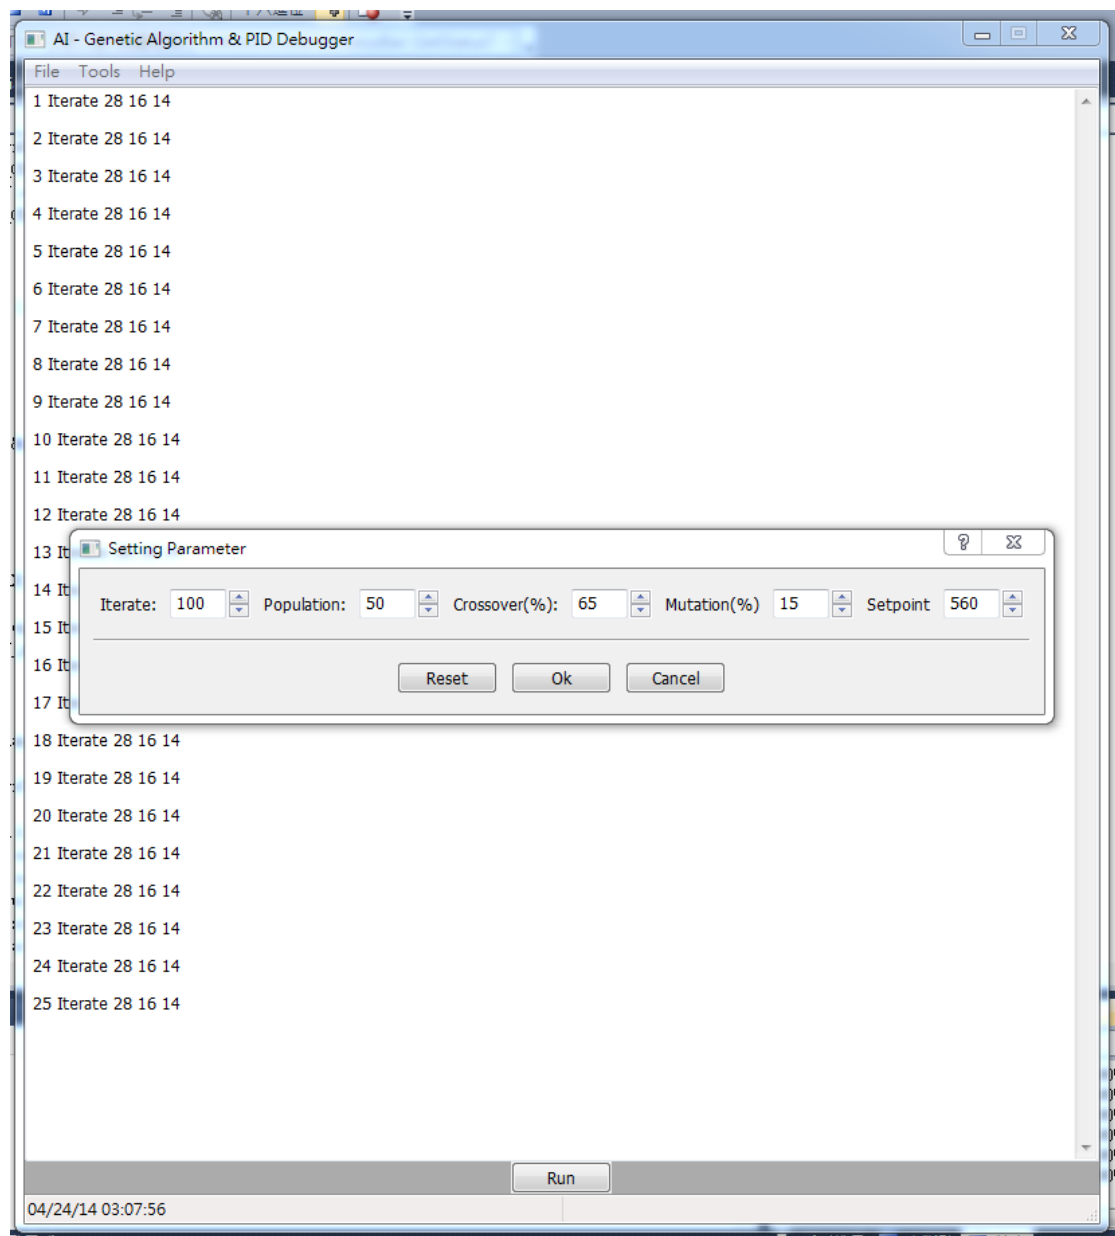 AI - Genetic Algorithm & PID Debugger
File Tools Help
1 Iterate 28 16 14
2 Iterate 28 16 14
3 Iterate 28 16 14
4 Iterate 28 16 14
5 Iterate 28 16 14
6 Iterate 28 16 14
7 Iterate 28 16 14
8 Iterate 28 16 14
9 Iterate 28 16 14
10 Iterate 28 16 14
11 Iterate 28 16 14
12 Iterate 28 16 14
13 It
Setting Parameter
14 It
Iterate: 100 Population: 50 Crossover(%): 65 Mutation(%) 15 Setpoint 560
15 It
16 It
Reset Ok Cancel
17 It
18 Iterate 28 16 14
19 Iterate 28 16 14
20 Iterate 28 16 14
21 Iterate 28 16 14
22 Iterate 28 16 14
23 Iterate 28 16 14
24 Iterate 28 16 14
25 Iterate 28 16 14
Run
04/24/14 03:07:56